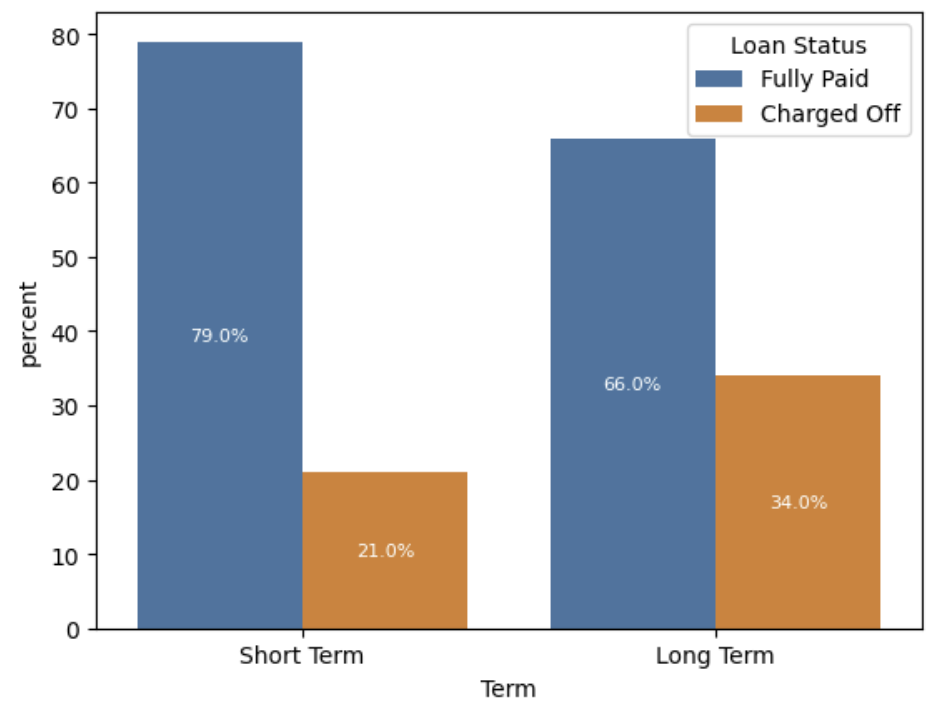 80
70
60
50
40
30
20
10
0
percent
Loan Status
Fully Paid
Charged Off
79.0%
21.0%
66.0%
34.0%
Short Term
Long Term
Term